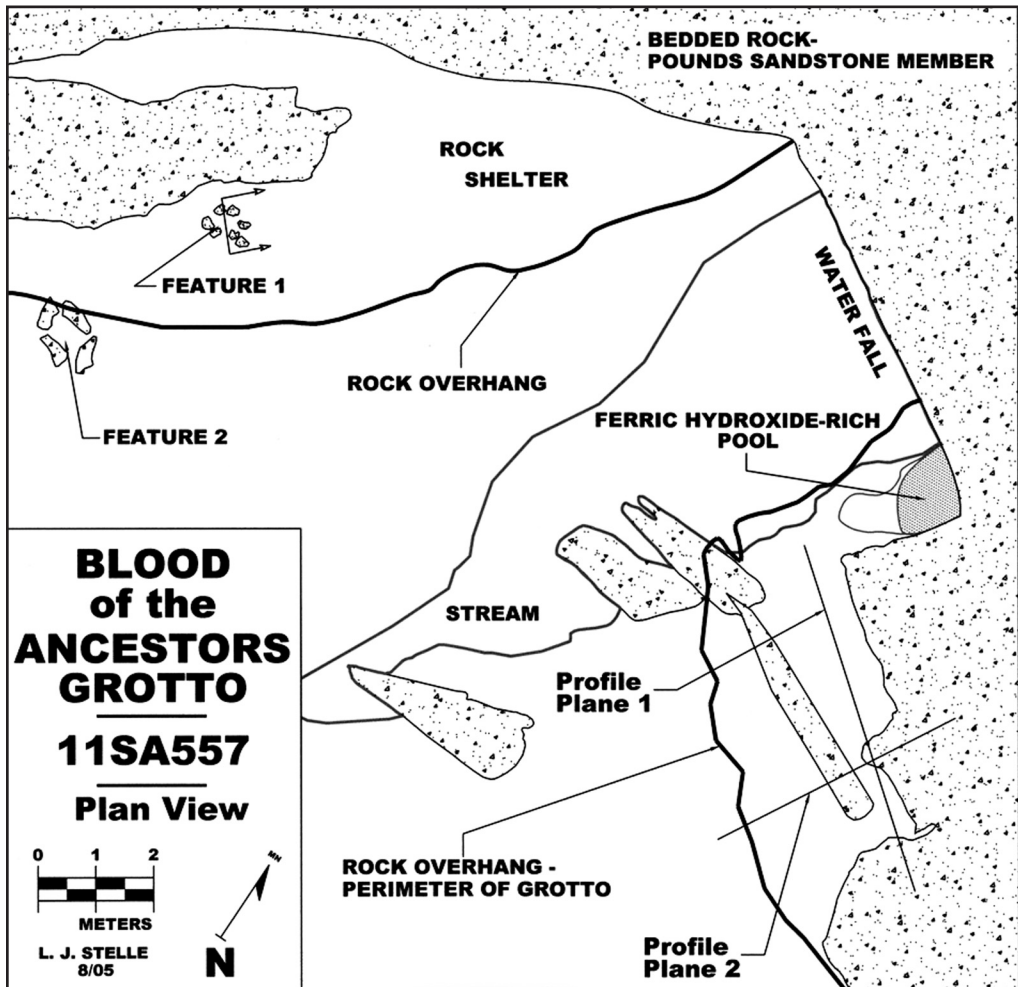 BEDDED ROCK-
POUNDS SANDSTONE MEMBER
ROCK
SHELTER
FEATURE 1
WATER FALL
ROCK OVERHANG
FEATURE 2
FERRIC HYDROXIDE-RICH
POOL
STREAM
Profile
Plane 1
BLOOD
of the
ANCESTORS
GROTTO
11SA557
Plan View
0 1 2
METERS
L. J. STELLE
8/05
MN
N
ROCK OVERHANG -
PERIMETER OF GROTTO
Profile
Plane 2